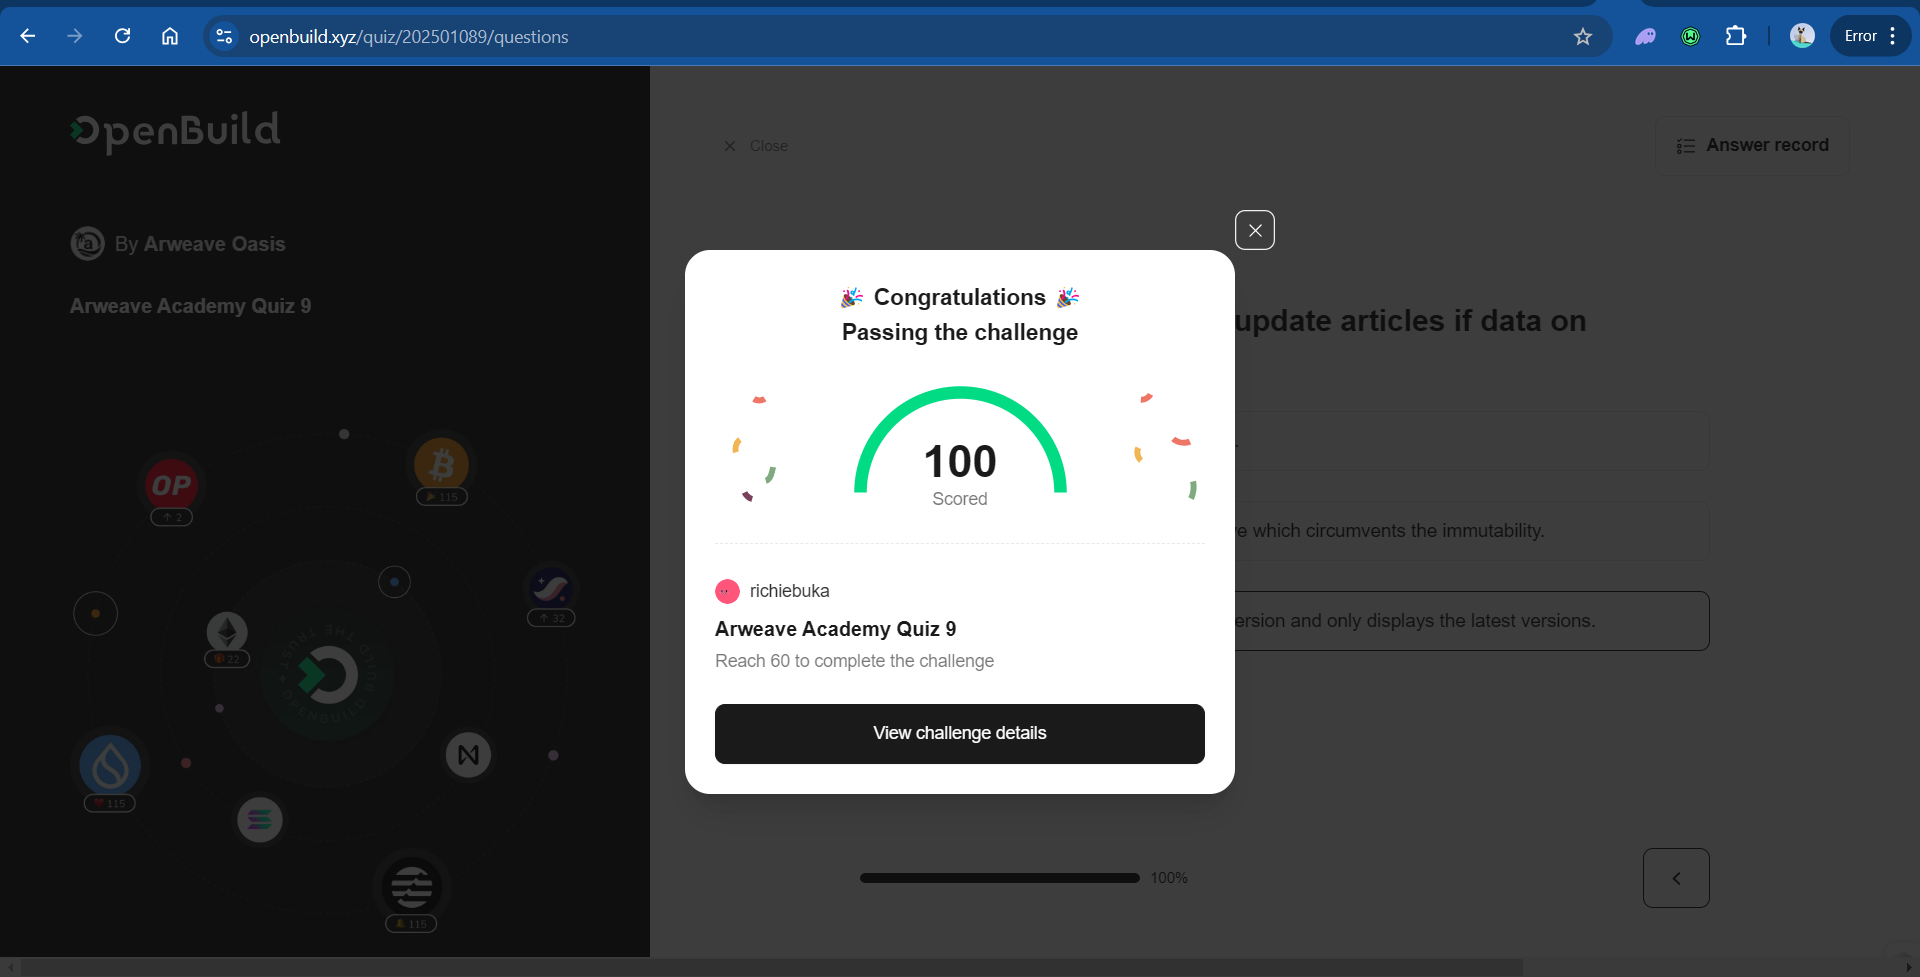 openbuild.xyz/quiz/202501089/questions
Error
OpenBuild
By Arweave Oasis
Arweave Academy Quiz 9
OP
2
115
32
22
115
115
THE TRUST
OPENBUILD
Close
Answer record
update articles if data on
which circumvents the immutability.
and only displays the latest versions.
🎉 Congratulations 🎉
Passing the challenge
100
Scored
richiebuka
Arweave Academy Quiz 9
Reach 60 to complete the challenge
View challenge details
100%